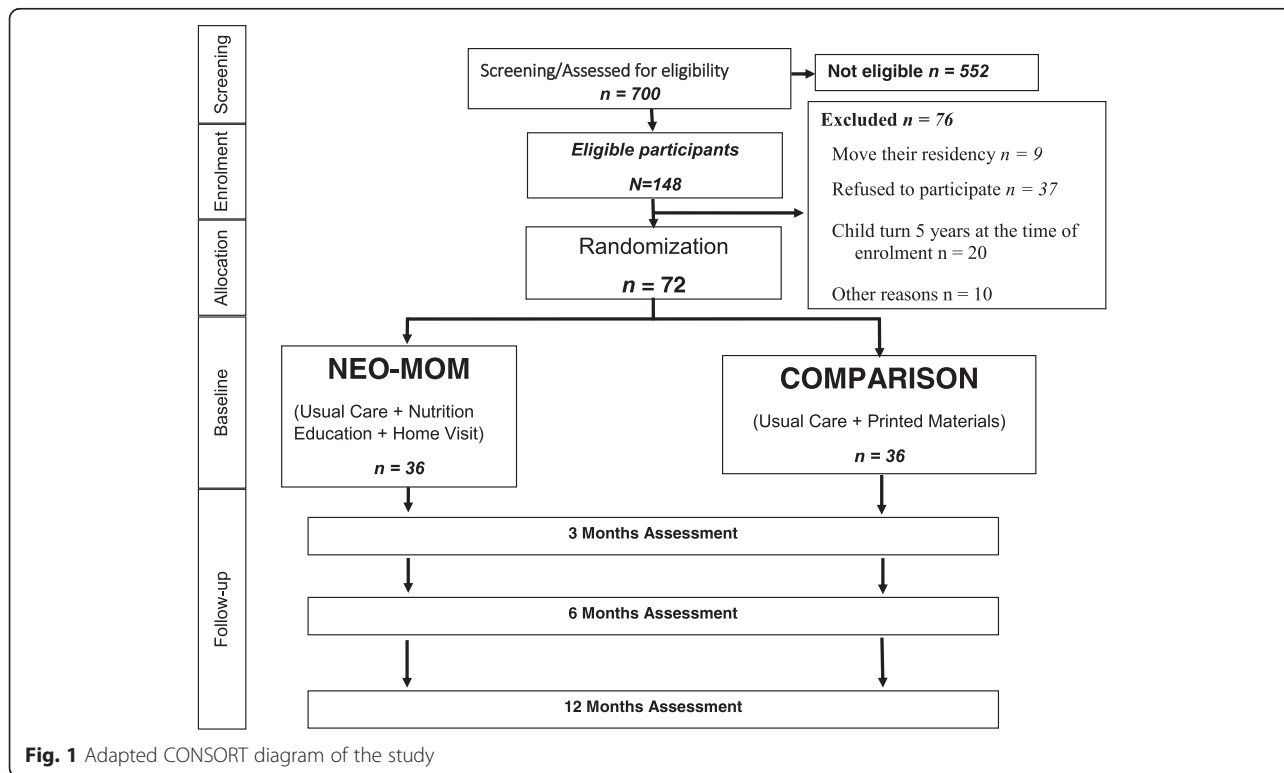 Screening
Screening/Assessed for eligibility
n = 700
Not eligible n = 552
Enrolment
Eligible participants
N=148
Excluded n = 76
Move their residency n = 9
Refused to participate n = 37
Child turn 5 years at the time of
enrolment n = 20
Other reasons n = 10
Allocation
Randomization
n = 72
Baseline
NEO-MOM
(Usual Care + Nutrition
Education + Home Visit)
n = 36
COMPARISON
(Usual Care + Printed Materials)
n = 36
Follow-up
3 Months Assessment
6 Months Assessment
12 Months Assessment
Fig. 1 Adapted CONSORT diagram of the study